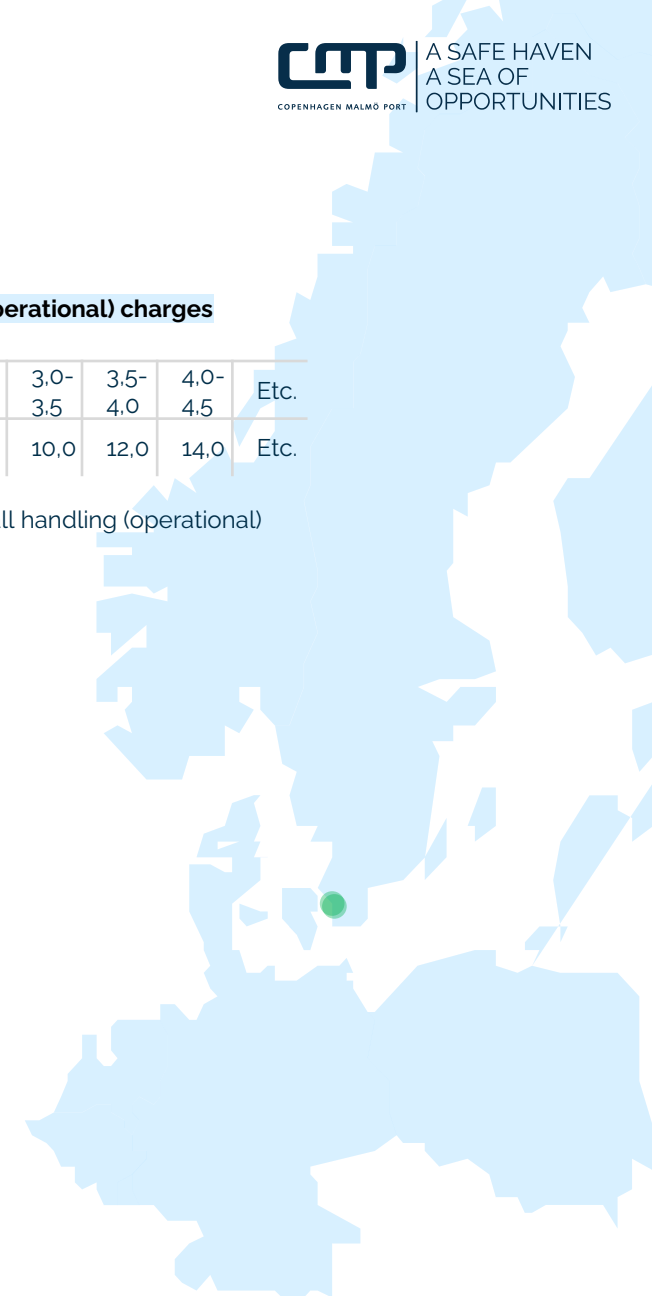 cmp
COPENHAGEN MALMÖ PORT
A SAFE HAVEN
A SEA OF
OPPORTUNITIES
perational) charges
3,0-
3,5
3,5-
4,0
4,0-
4,5
Etc.
10,0 12,0 14,0 Etc.
ll handling (operational)